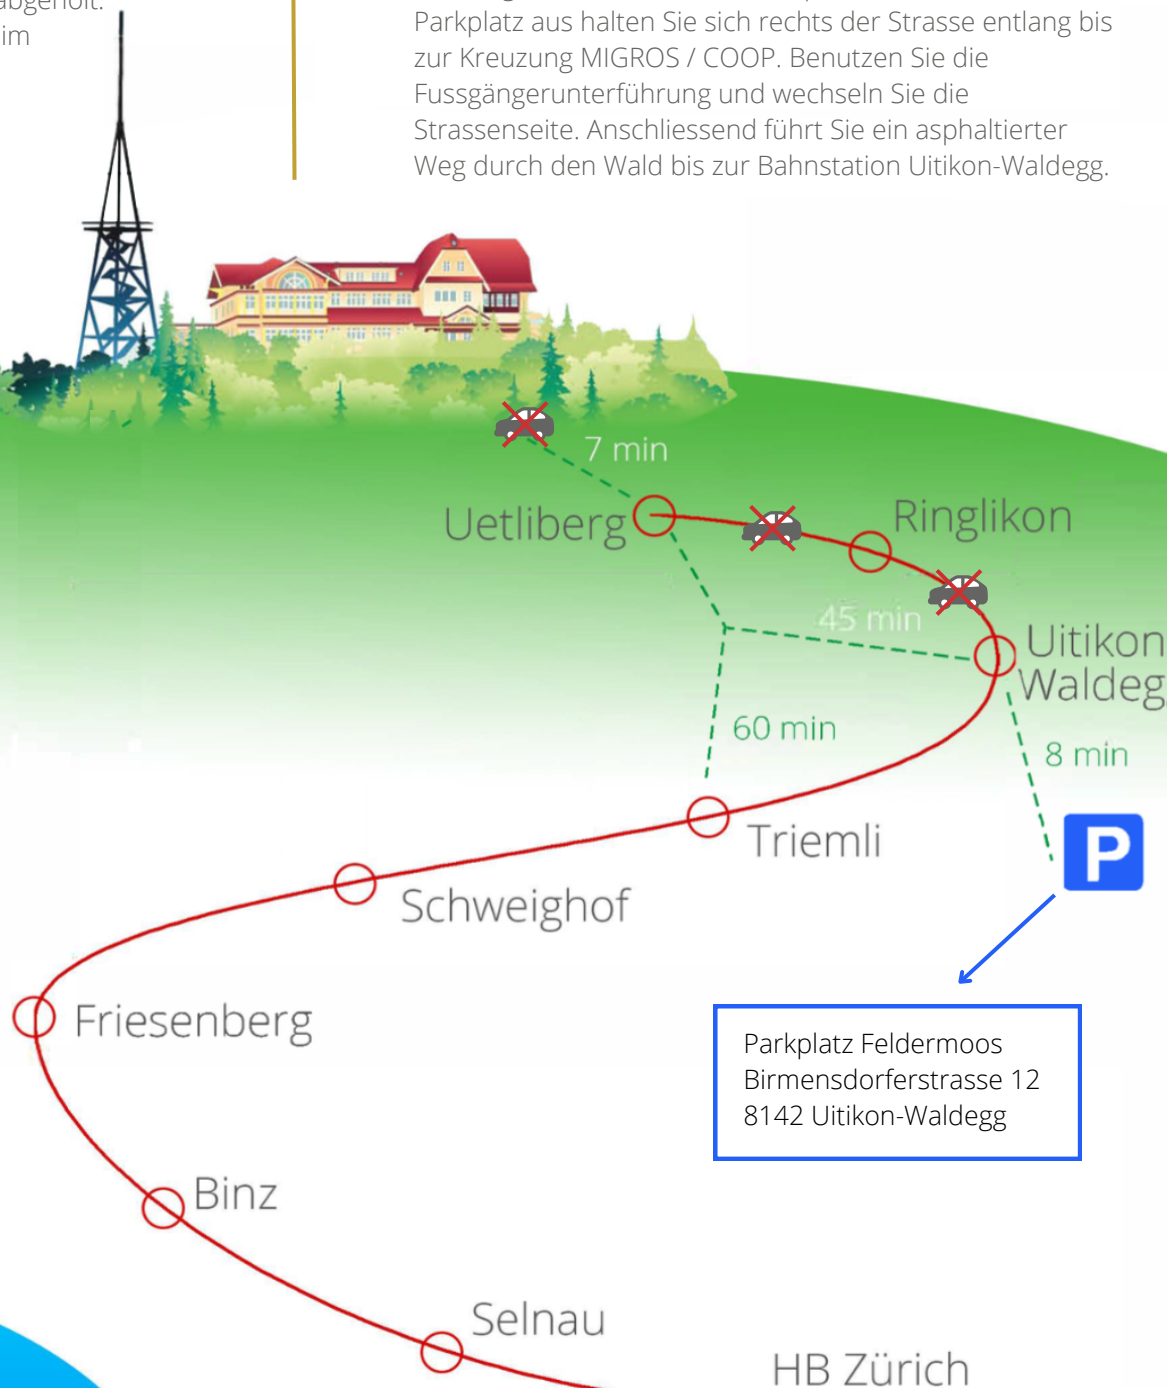 abgeholt.
im
Parkplatz aus halten Sie sich rechts der Strasse entlang bis
zur Kreuzung MIGROS / COOP. Benutzen Sie die
Fussgängerunterführung und wechseln Sie die
Strassenseite. Anschliessend führt Sie ein asphaltierter
Weg durch den Wald bis zur Bahnstation Uitikon-Waldegg.
7 min
Uetliberg
Ringlikon
45 min
Uitikon
Waldeg
60 min
8 min
P
Triemli
Schweighof
Friesenberg
Parkplatz Feldermoos
Birmensdorferstrasse 12
8142 Uitikon-Waldegg
Binz
Selnau
HB Zürich